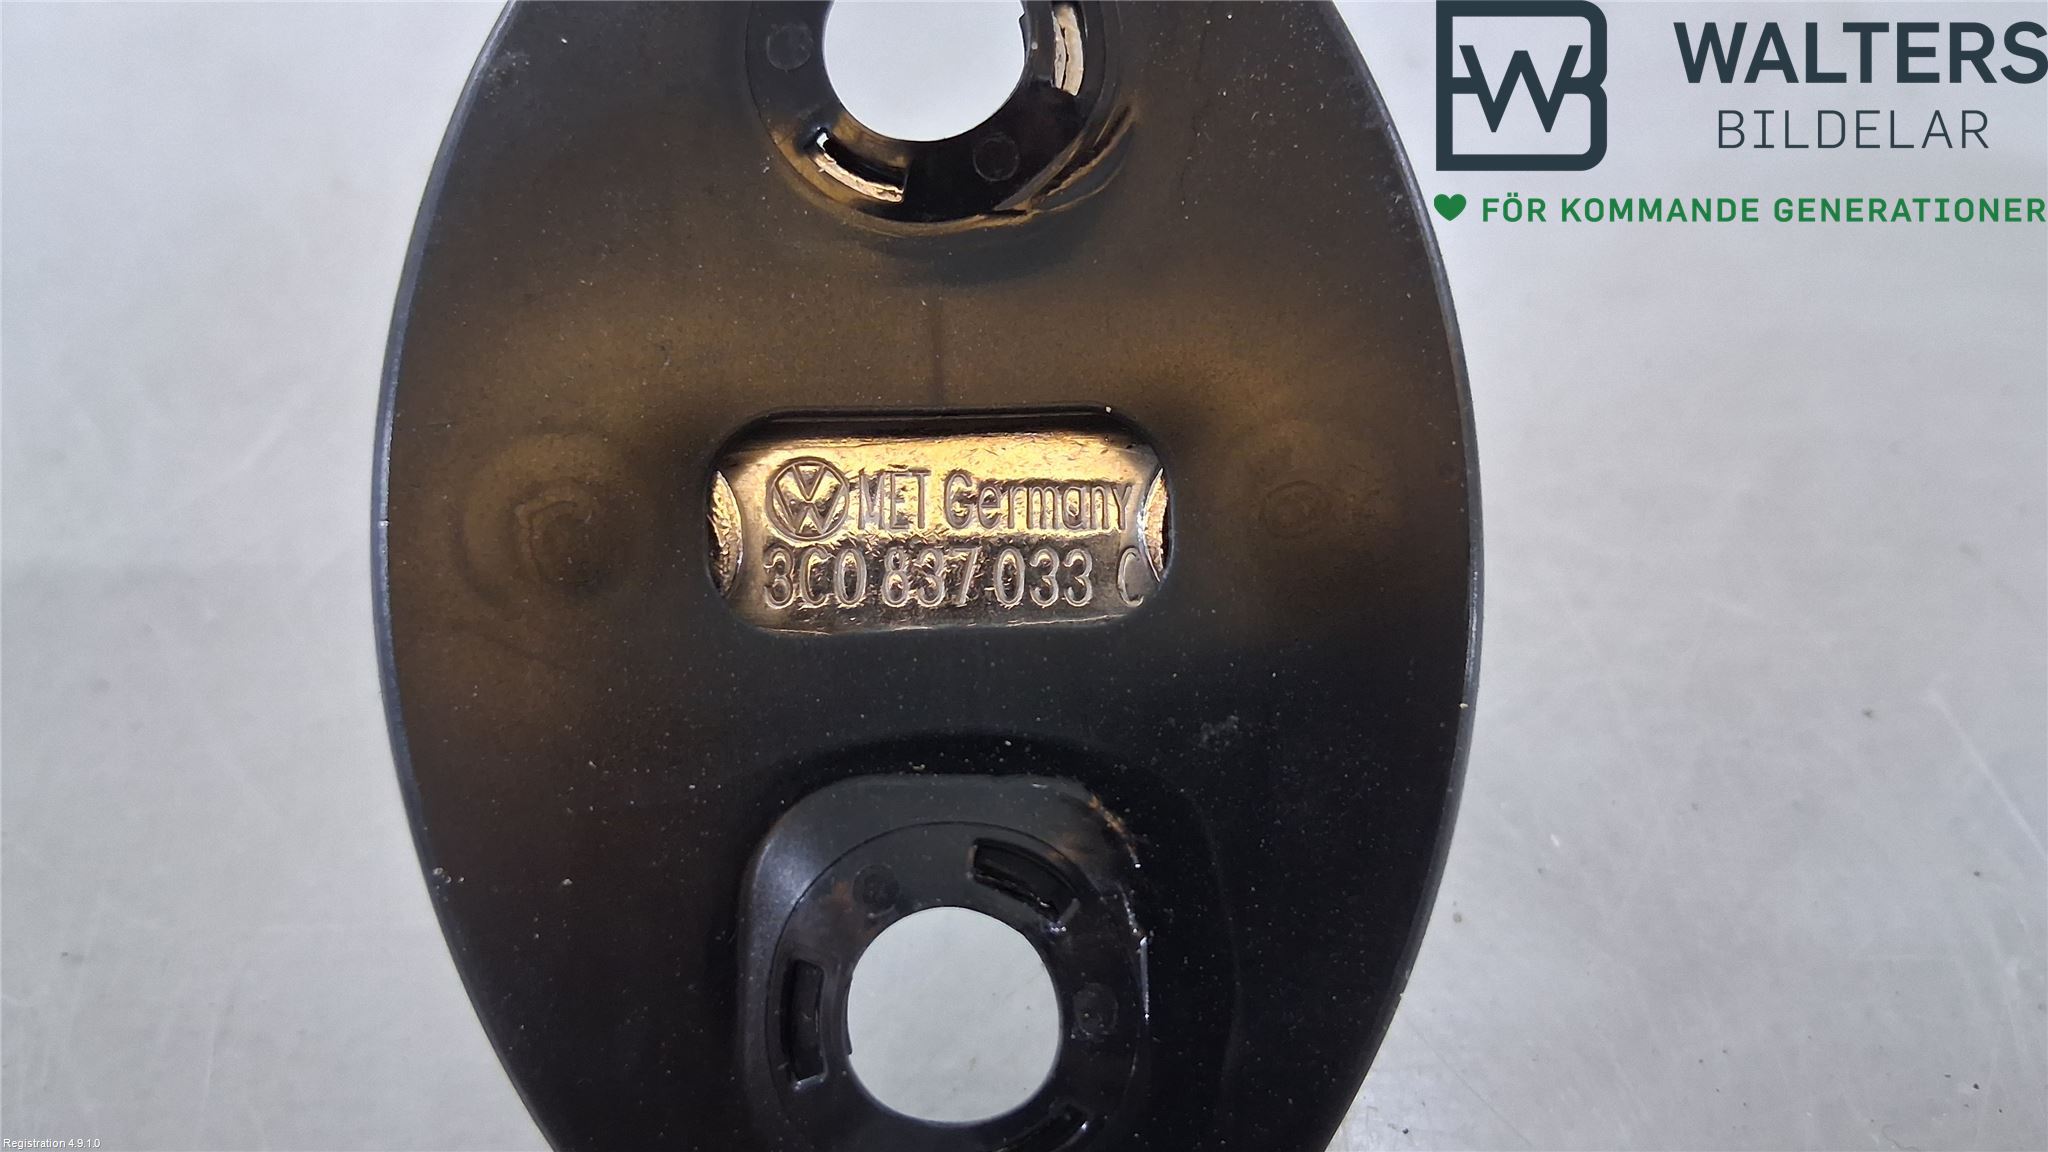 WALTERS
BILDELAR
FÖR KOMMANDE GENERATIONER
MET Germany
3C0 837 033 C
Registration 4.9.1.0